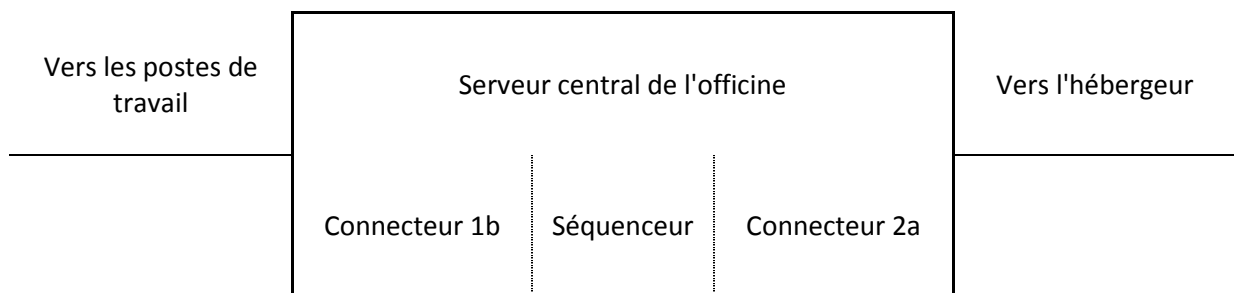 Vers les postes de
travail
Serveur central de l'officine
Vers l'hébergeur
Connecteur 1b
Séquenceur
Connecteur 2a